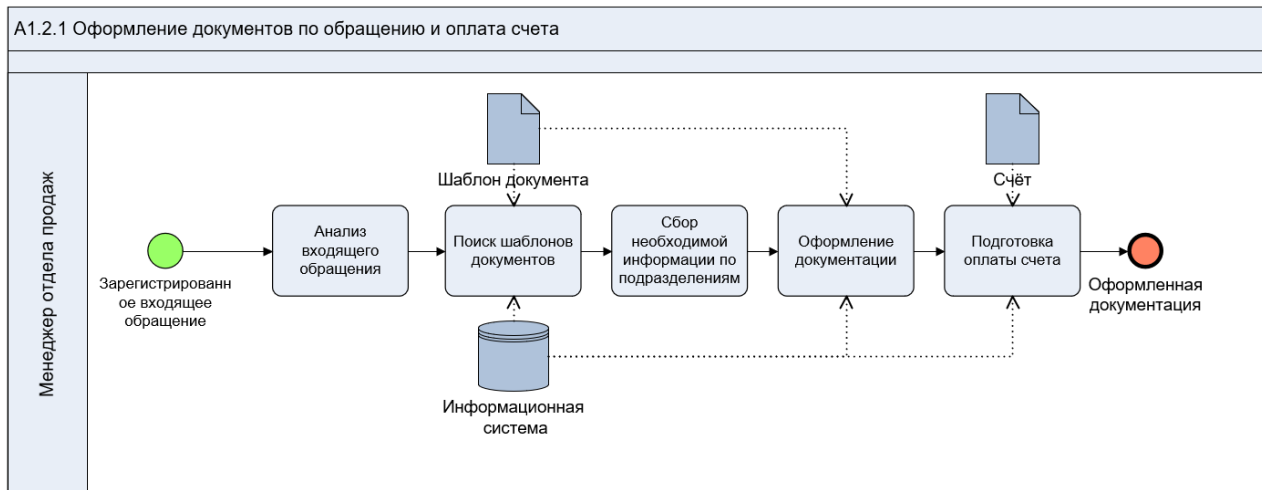 A1.2.1 Оформление документов по обращению и оплата счета
Менеджер отдела продаж
Шаблон документа
Счёт
Зарегистрированн
ое входящее
обращение
Анализ
входящего
обращения
Поиск шаблонов
документов
Сбор
необходимой
информации по
подразделениям
Оформление
документации
Подготовка
оплаты счета
Оформленная
документация
Информационная
система